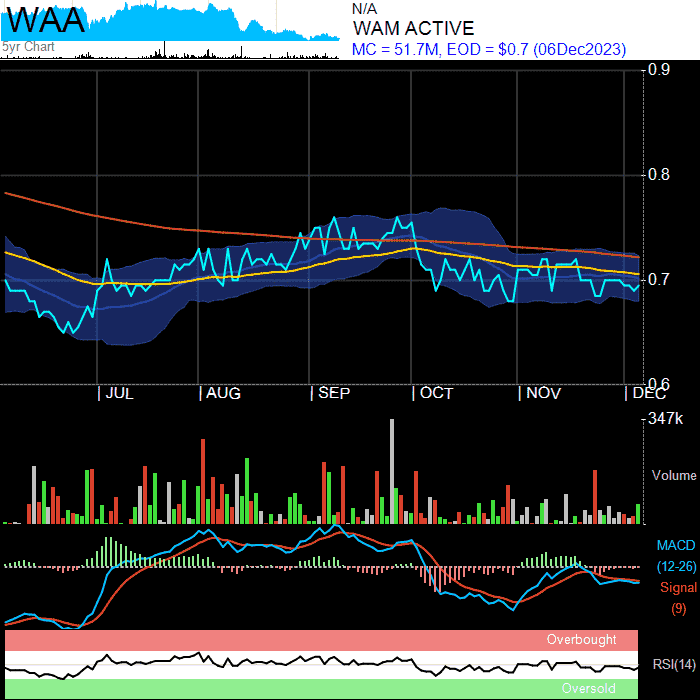 WAA
5yr Chart
N/A
WAM ACTIVE
MC = 51.7M, EOD = $0.7 (06Dec2023)
0.9
0.8
0.7
0.6
| JUL | AUG | SEP | OCT | NOV | DEC
347k
Volume
MACD
(12-26)
Signal
(9)
Overbought
RSI(14)
Oversold